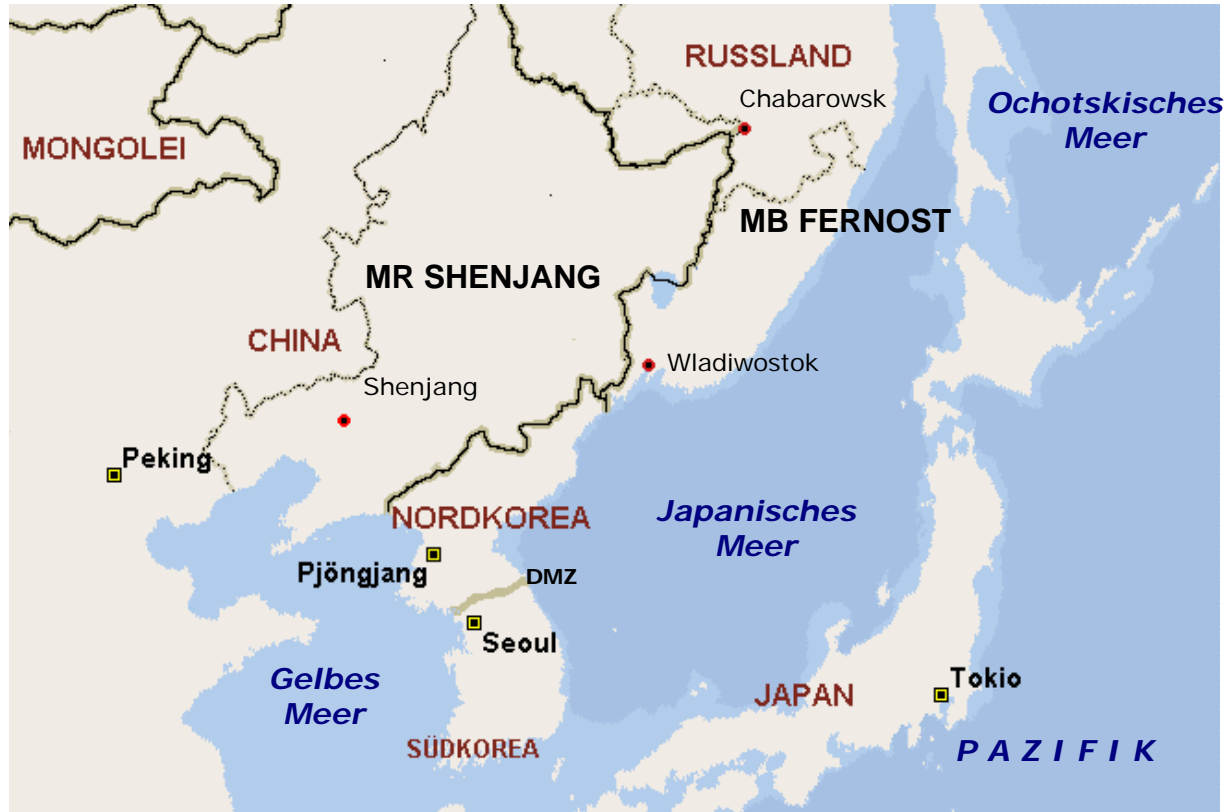 RUSSLAND
Chabarowsk
Ochotskisches
Meer
MONGOLEI
MB FERNOST
MR SHENJANG
CHINA
Wladiwostok
Shenjang
Peking
NORDKOREA
Japanisches
Meer
Pjöngjang
DMZ
Seoul
Gelbes
Meer
JAPAN
Tokio
SÜDKOREA
PAZIFIK